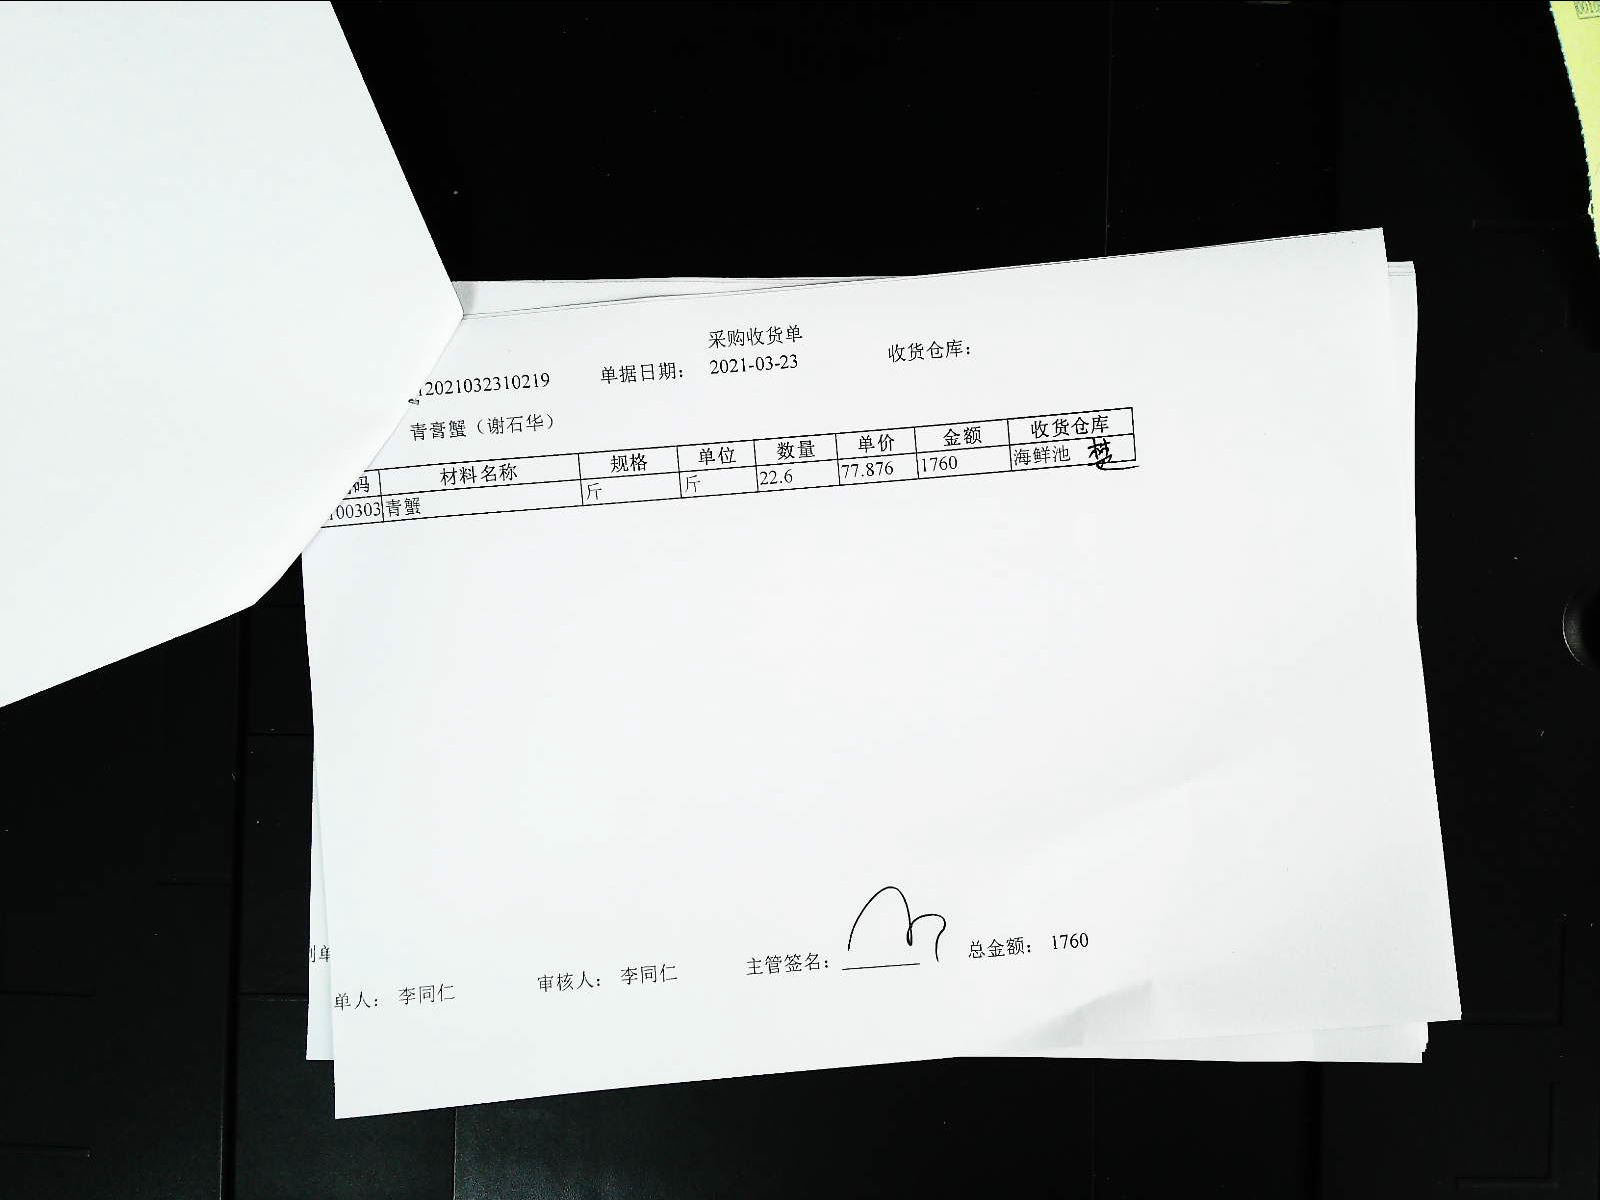 采购收货单
2021032310219 单据日期: 2021-03-23 收货仓库:
青膏蟹（谢石华）
码 材料名称 规格 单位 数量 单价 金额 收货仓库
00303 青蟹 斤 斤 22.6 77.876 1760 海鲜池
单人: 李同仁 审核人: 李同仁 主管签名: 总金额: 1760